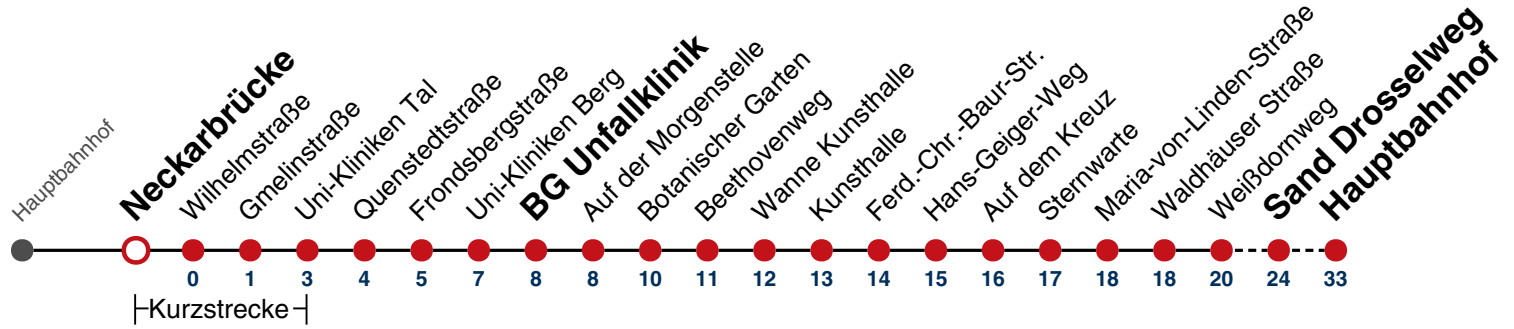 Hauptbahnhof
Neckarbrücke
Wilhelmstraße
Gmelinstraße
Uni-Kliniken Tal
Quenstedtstraße
Frondsbergstraße
Uni-Kliniken Berg
BG Unfallklinik
Auf der Morgenstelle
Botanischer Garten
Beethovenweg
Wanne Kunsthalle
Kunsthalle
Ferd.-Chr.-Baur-Str.
Hans-Geiger-Weg
Auf dem Kreuz
Sternwarte
Maria-von-Linden-Straße
Waldhäuser Straße
Weißdornweg
Sand Drosselweg
Hauptbahnhof
0 1 3 4 5 7 8 8 10 11 12 13 14 15 16 17 18 18 20 24 33
Kurzstrecke